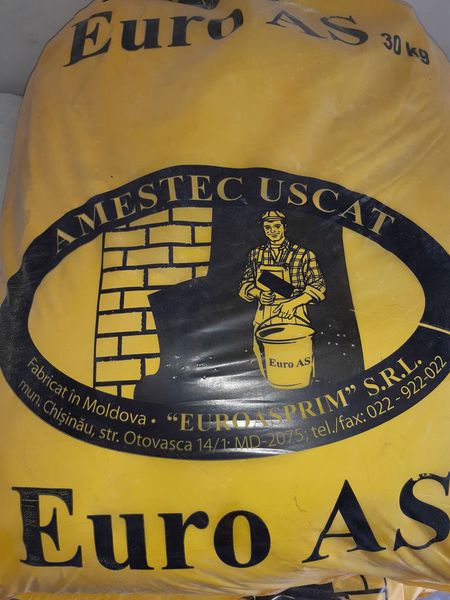 Euro AS 30 kg
AMESTEC USCAT
Euro AS
Fabricat în Moldova • "EUROASPRIM" S.R.L.
mun. Chişinău, str. Otovasca 14/1; MD-2075; tel./fax: 022 -922-022
Euro AS